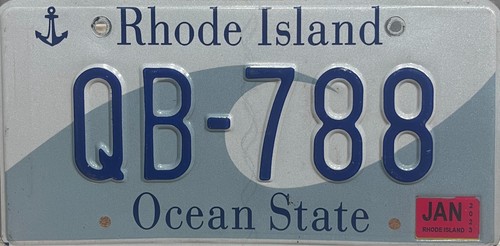 Rhode Island
QB-788
Ocean State
JAN
RHODE ISLAND